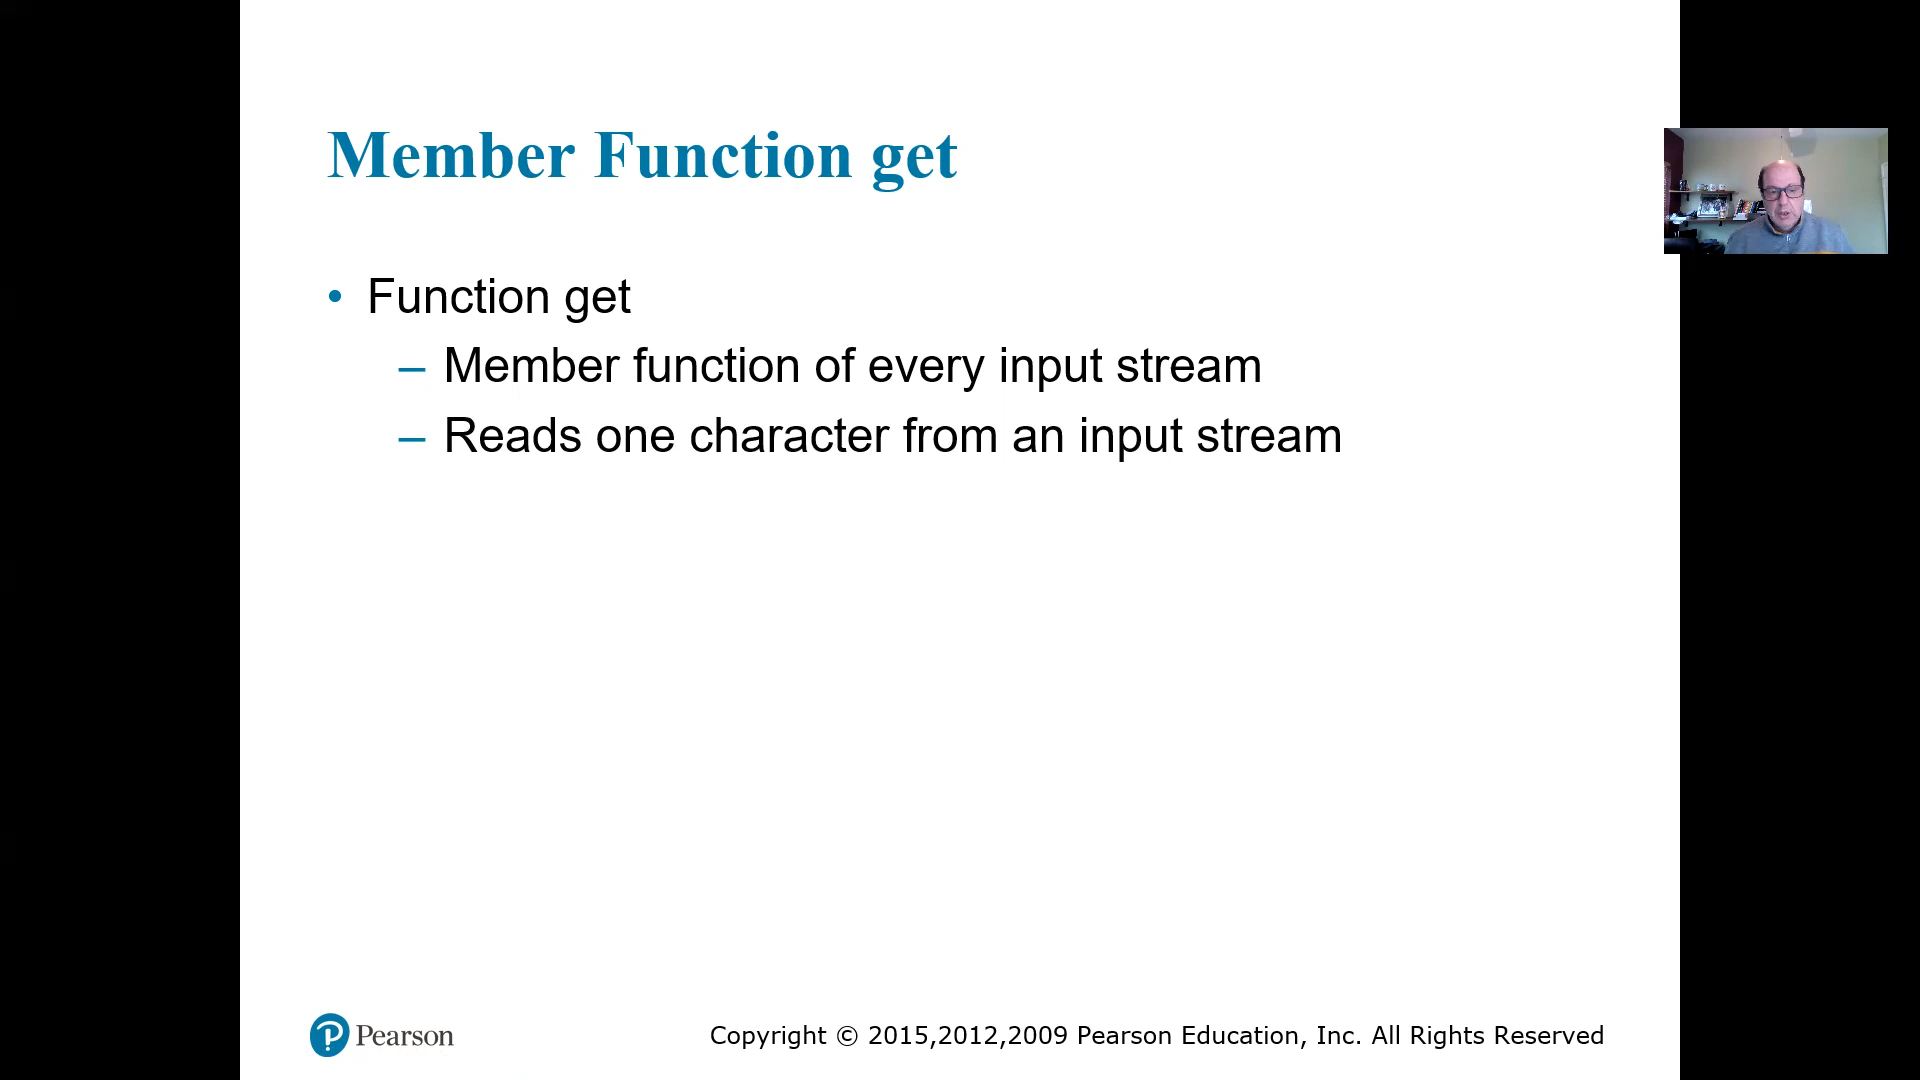 Member Function get
• Function get
– Member function of every input stream
– Reads one character from an input stream
Pearson
Copyright © 2015,2012,2009 Pearson Education, Inc. All Rights Reserved